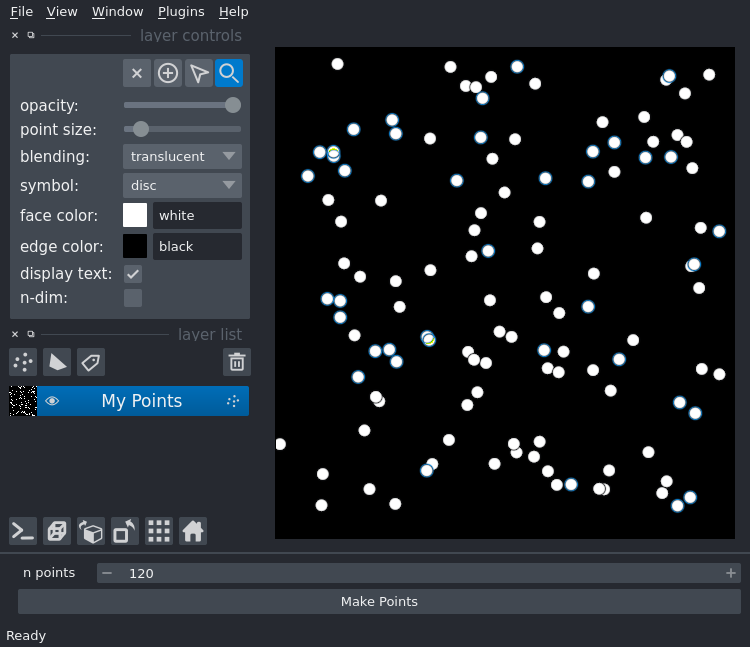 File View Window Plugins Help
layer controls
opacity:
point size:
blending: translucent
symbol: disc
face color: white
edge color: black
display text:
n-dim:
layer list
My Points
n points 120
Make Points
Ready